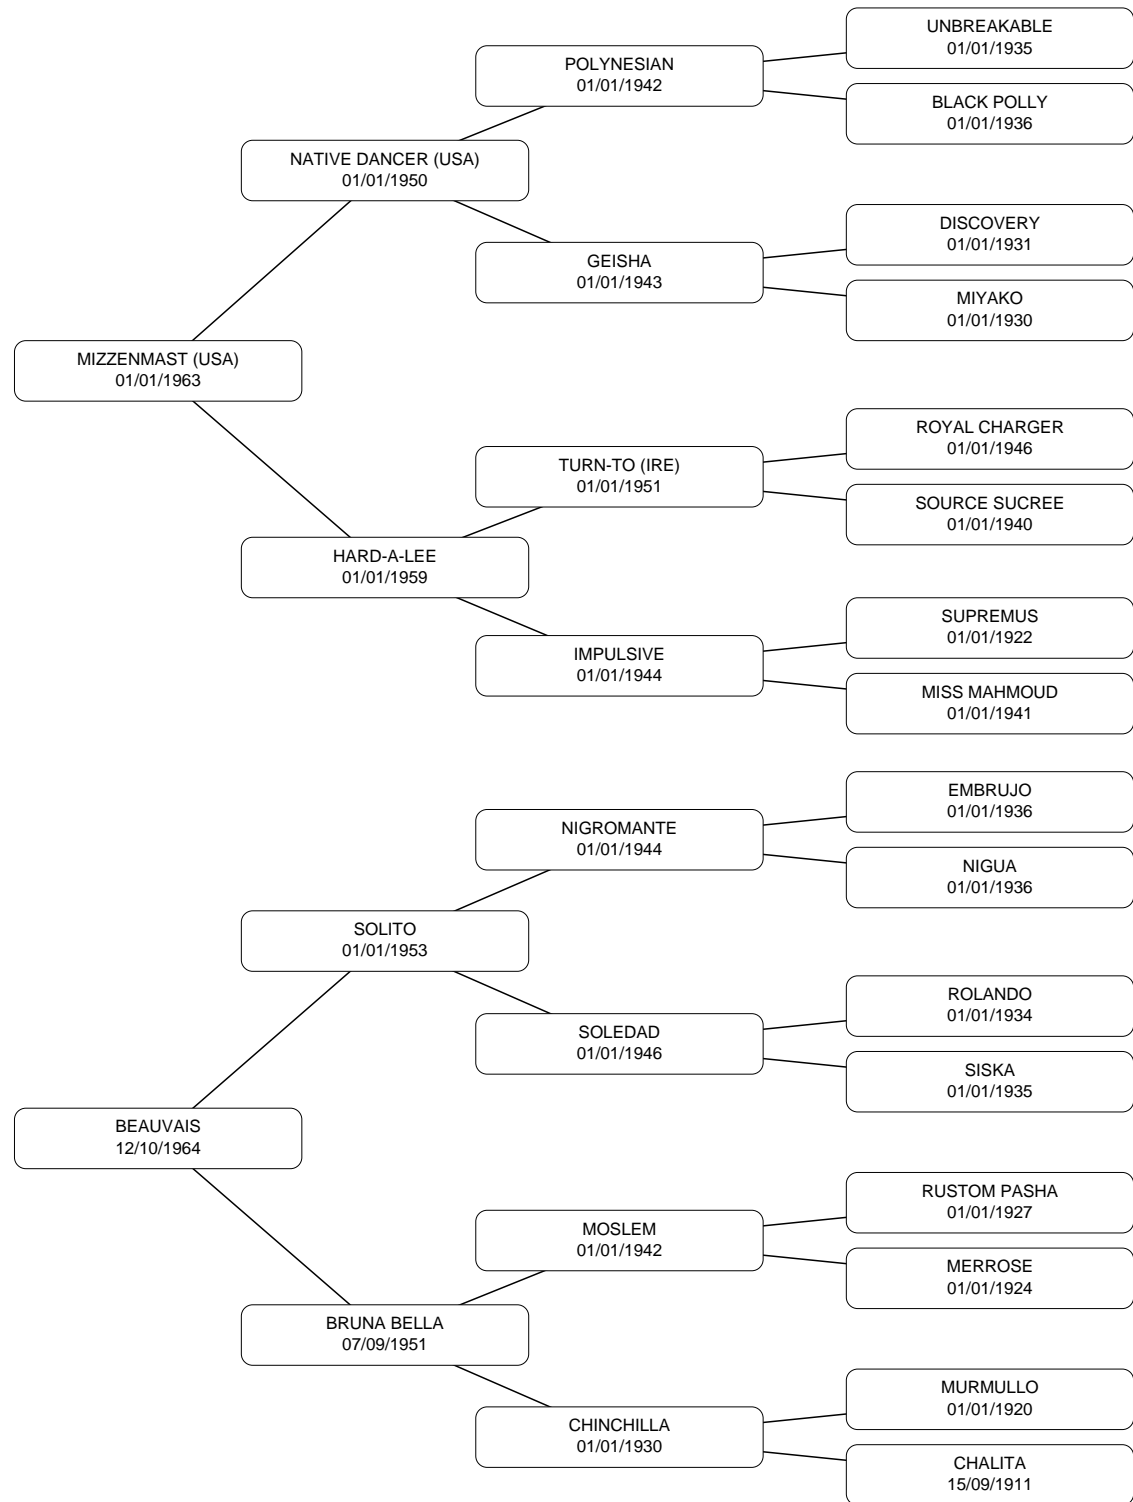 UNBREAKABLE
01/01/1935
POLYNESIAN
01/01/1942
BLACK POLLY
01/01/1936
NATIVE DANCER (USA)
01/01/1950
DISCOVERY
01/01/1931
GEISHA
01/01/1943
MIYAKO
01/01/1930
MIZZENMAST (USA)
01/01/1963
ROYAL CHARGER
01/01/1946
TURN-TO (IRE)
01/01/1951
SOURCE SUCREE
01/01/1940
HARD-A-LEE
01/01/1959
SUPREMUS
01/01/1922
IMPULSIVE
01/01/1944
MISS MAHMOUD
01/01/1941
EMBRUJO
01/01/1936
NIGROMANTE
01/01/1944
NIGUA
01/01/1936
SOLITO
01/01/1953
ROLANDO
01/01/1934
SOLEDAD
01/01/1946
SISKA
01/01/1935
BEAUVAIS
12/10/1964
RUSTOM PASHA
01/01/1927
MOSLEM
01/01/1942
MERROSE
01/01/1924
BRUNA BELLA
07/09/1951
MURMULLO
01/01/1920
CHINCHILLA
01/01/1930
CHALITA
15/09/1911